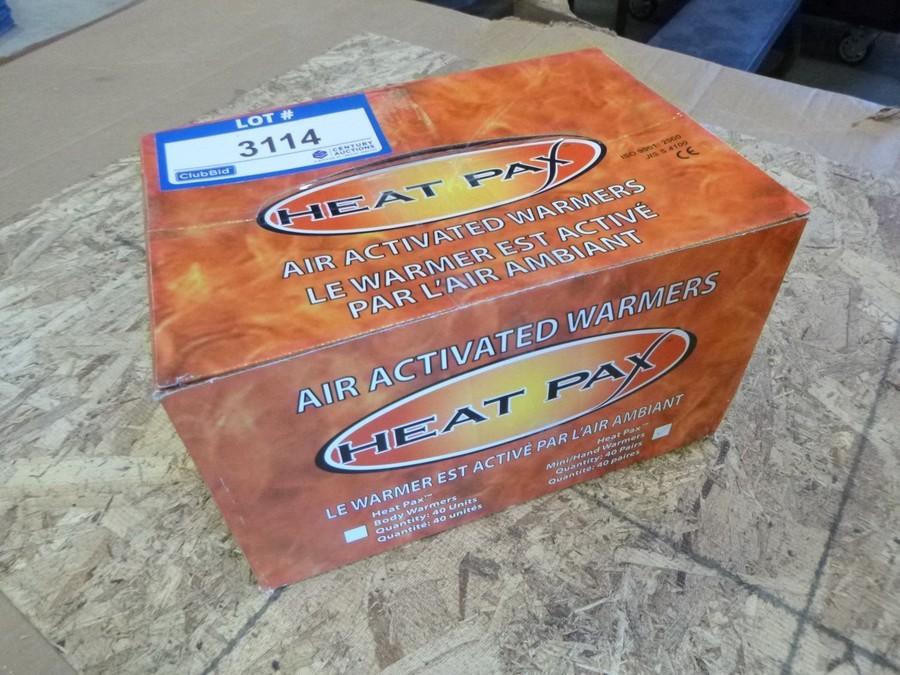 LOT #
3114
ClubBid
CENTURY
AUCTIONS
HEAT PAX
ISO 9001: 2000
JIS S 4100
CE
AIR ACTIVATED WARMERS
LE WARMER EST ACTIVÉ
PAR L'AIR AMBIANT
AIR ACTIVATED WARMERS
HEAT PAX
LE WARMER EST ACTIVÉ PAR L'AIR AMBIANT
Heat Pax™
Body Warmers
Quantity: 40 Units
Quantité: 40 unités
Heat Pax™
Mini/Hand Warmers
Quantity: 40 Pairs
Quantité: 40 paires